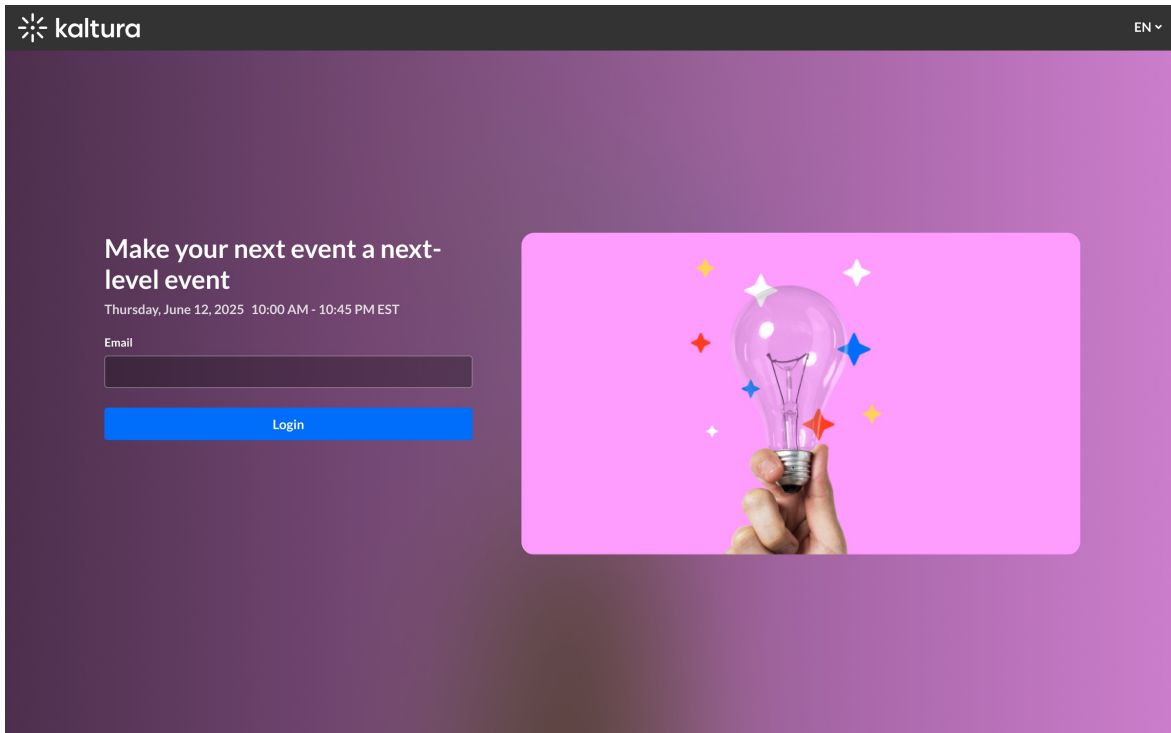 kaltura
EN
Make your next event a next-
level event
Thursday, June 12, 2025 10:00 AM - 10:45 PM EST
Email
Login